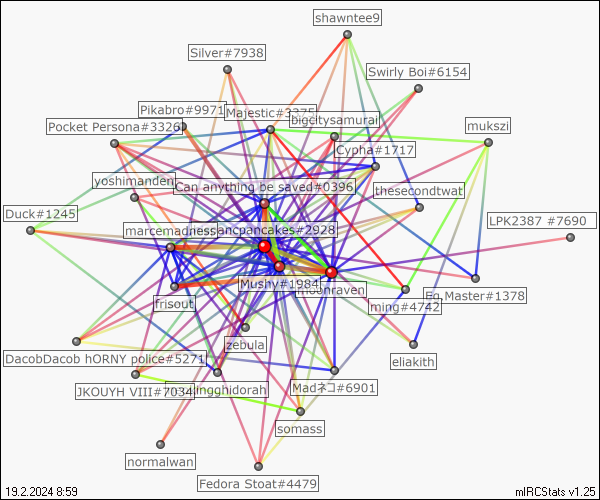 shawntee9
Silver#7938
Swirly Boi#6154
Pikabro#9971
Majestic#3375
bigcitysamurai
Pocket Persona#3326
mukszi
Cypha#1717
yoshimanden
Can anything be saved#0396
thesecondtwat
Duck#1245
LPK2387 #7690
marcemadness
ancpancakes#2928
Mushy#1984
moonraven
Eg Master#1378
frisout
ming#4742
zebula
eliakith
DacobDacob hORNY police#5271
JKOUYH VIII#7034
lingghidorah
Madネコ#6901
somass
normalwan
Fedora Stoat#4479
19.2.2024 8:59
mIRCStats v1.25